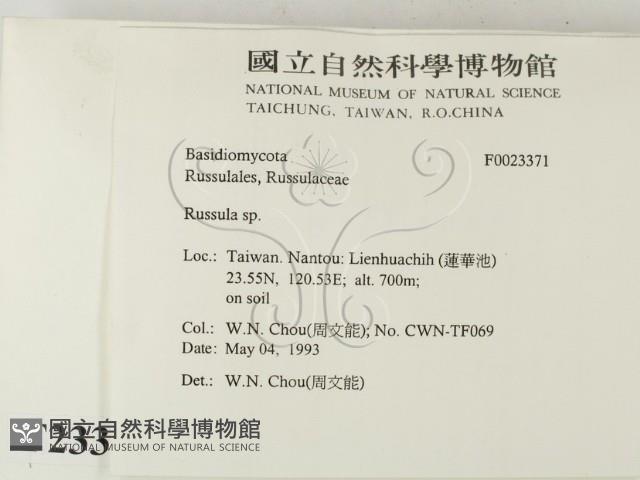 國立自然科學博物館
NATIONAL MUSEUM OF NATURAL SCIENCE
TAICHUNG, TAIWAN, R.O.CHINA
Basidiomycota F0023371
Russulales, Russulaceae
Russula sp.
Loc.: Taiwan. Nantou: Lienhuachih (蓮華池)
23.55N, 120.53E; alt. 700m;
on soil
Col.: W.N. Chou(周文能); No. CWN-TF069
Date: May 04, 1993
Det.: W.N. Chou(周文能)
233
國立自然科學博物館
NATIONAL MUSEUM OF NATURAL SCIENCE